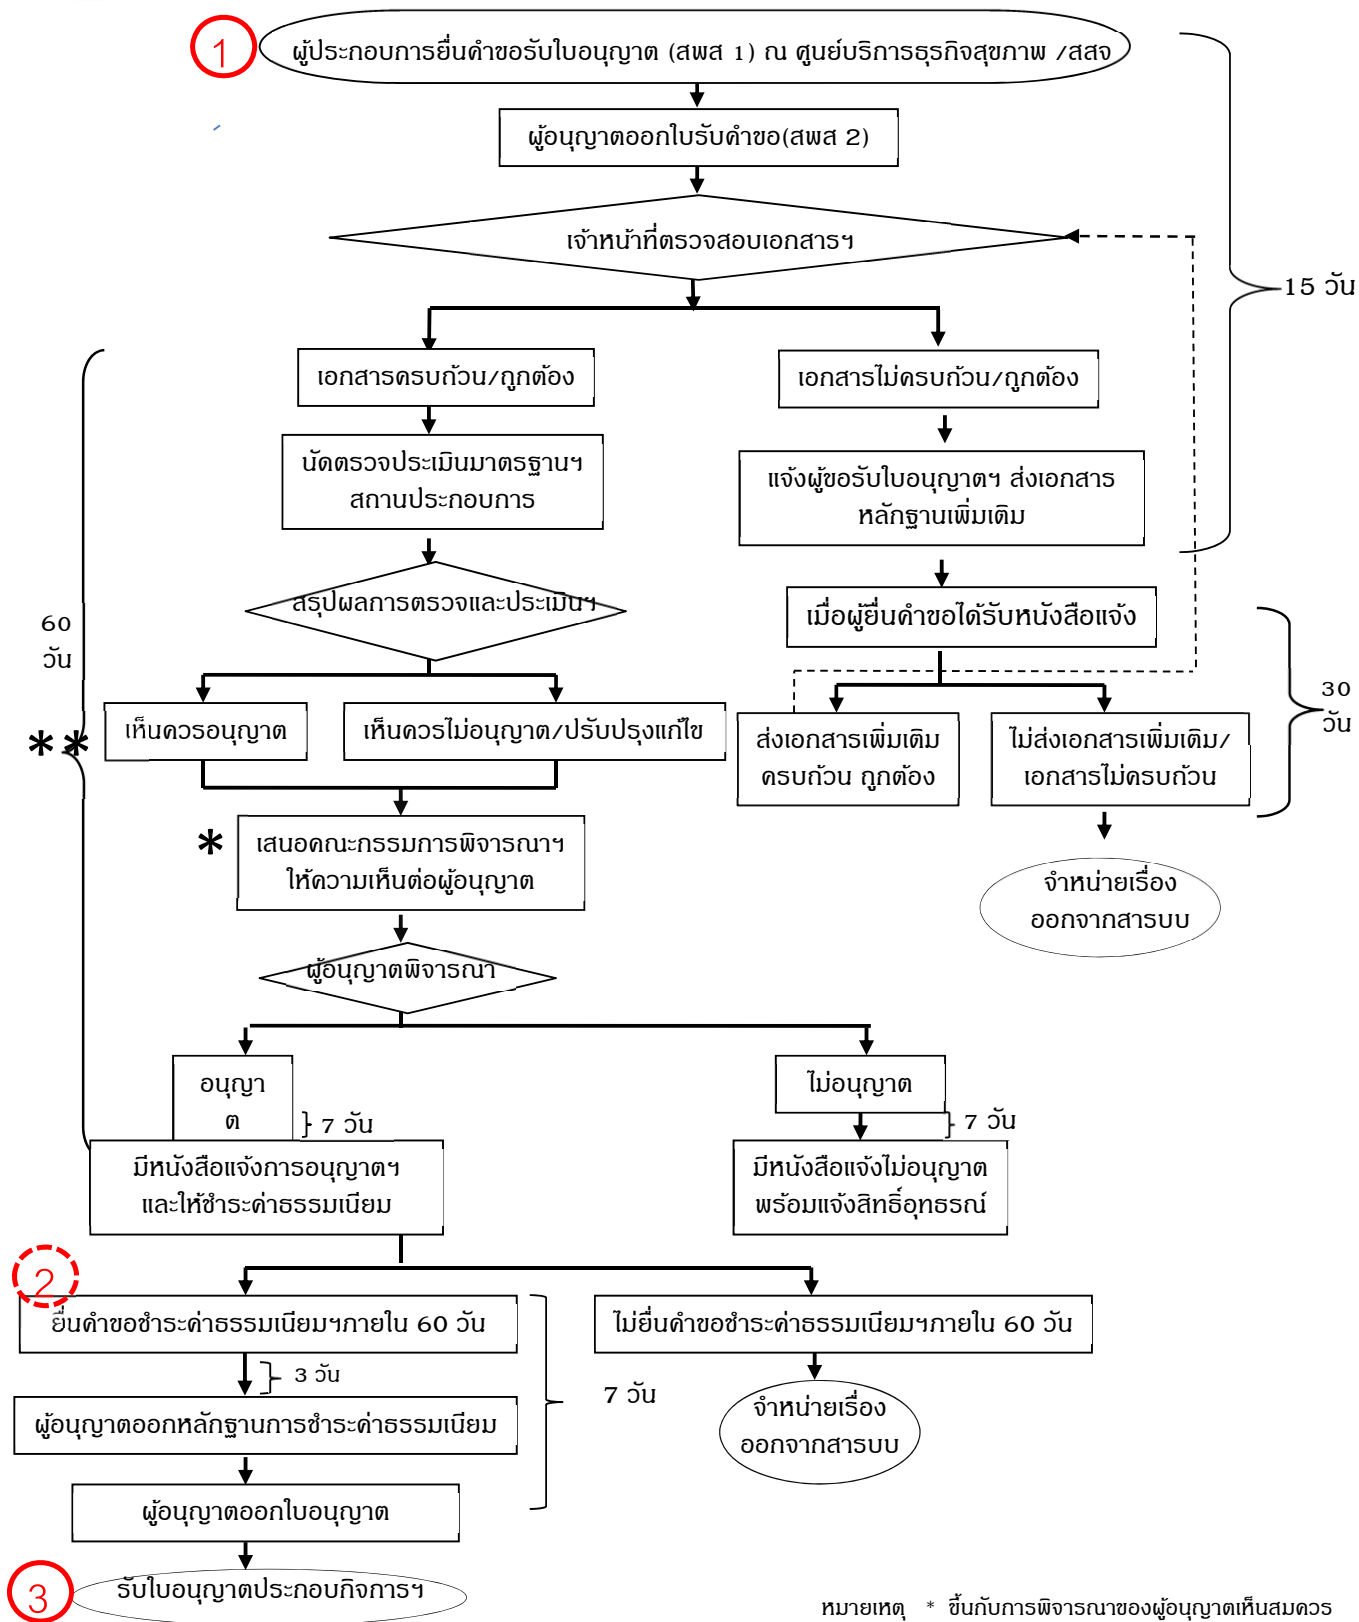 1
ผู้ประกอบการยื่นคำขอรับใบอนุญาต (สพส 1) ณ ศูนย์บริการธุรกิจสุขภาพ /สสจ
ผู้อนุญาตออกใบรับคำขอ(สพส 2)
เจ้าหน้าที่ตรวจสอบเอกสารฯ
15 วัน
เอกสารครบถ้วน/ถูกต้อง
เอกสารไม่ครบถ้วน/ถูกต้อง
นัดตรวจประเมินมาตรฐานฯ
สถานประกอบการ
แจ้งผู้ขอรับใบอนุญาตฯ ส่งเอกสาร
หลักฐานเพิ่มเติม
สรุปผลการตรวจและประเมินฯ
เมื่อผู้ยื่นคำขอได้รับหนังสือแจ้ง
60
วัน
30
วัน
**
เห็นควรอนุญาต
เห็นควรไม่อนุญาต/ปรับปรุงแก้ไข
ส่งเอกสารเพิ่มเติม
ครบถ้วน ถูกต้อง
ไม่ส่งเอกสารเพิ่มเติม/
เอกสารไม่ครบถ้วน
*
เสนอคณะกรรมการพิจารณาฯ
ให้ความเห็นต่อผู้อนุญาต
จำหน่ายเรื่อง
ออกจากสารบบ
ผู้อนุญาตพิจารณา
อนุญา
ต
7 วัน
ไม่อนุญาต
7 วัน
มีหนังสือแจ้งการอนุญาตฯ
และให้ชำระค่าธรรมเนียม
มีหนังสือแจ้งไม่อนุญาต
พร้อมแจ้งสิทธิ์อุทธรณ์
2
ยื่นคำขอชำระค่าธรรมเนียมฯภายใน 60 วัน
ไม่ยื่นคำขอชำระค่าธรรมเนียมฯภายใน 60 วัน
3 วัน
7 วัน
ผู้อนุญาตออกหลักฐานการชำระค่าธรรมเนียม
จำหน่ายเรื่อง
ออกจากสารบบ
ผู้อนุญาตออกใบอนุญาต
3
รับใบอนุญาตประกอบกิจการฯ
หมายเหตุ * ขึ้นกับการพิจารณาของผู้อนุญาตเห็นสมควร